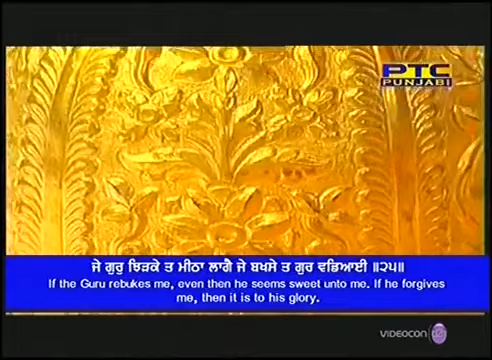 PTC
PUNJABI
ਜੇ ਗੁਰੁ ਝਿੜਕੇ ਤ ਮੀਠਾ ਲਾਗੈ ਜੇ ਬਖਸੇ ਤ ਗੁਰ ਵਡਿਆਈ ॥੨੫॥
If the Guru rebukes me, even then he seems sweet unto me. If he forgives
me, then it is to his glory.
VIDEOCON